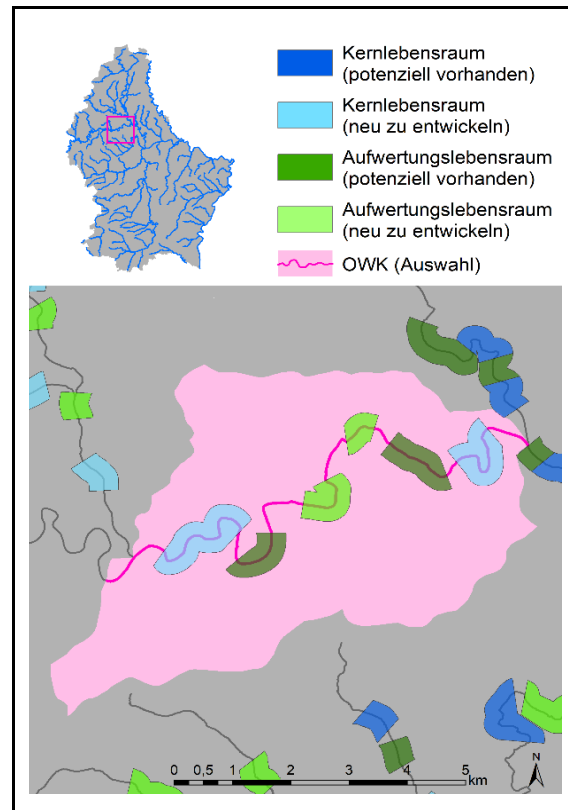 Kernlebensraum
(potenziell vorhanden)
Kernlebensraum
(neu zu entwickeln)
Aufwertungslebensraum
(potenziell vorhanden)
Aufwertungslebensraum
(neu zu entwickeln)
OWK (Auswahl)
N
0 0,5 1 2 3 4 5
km